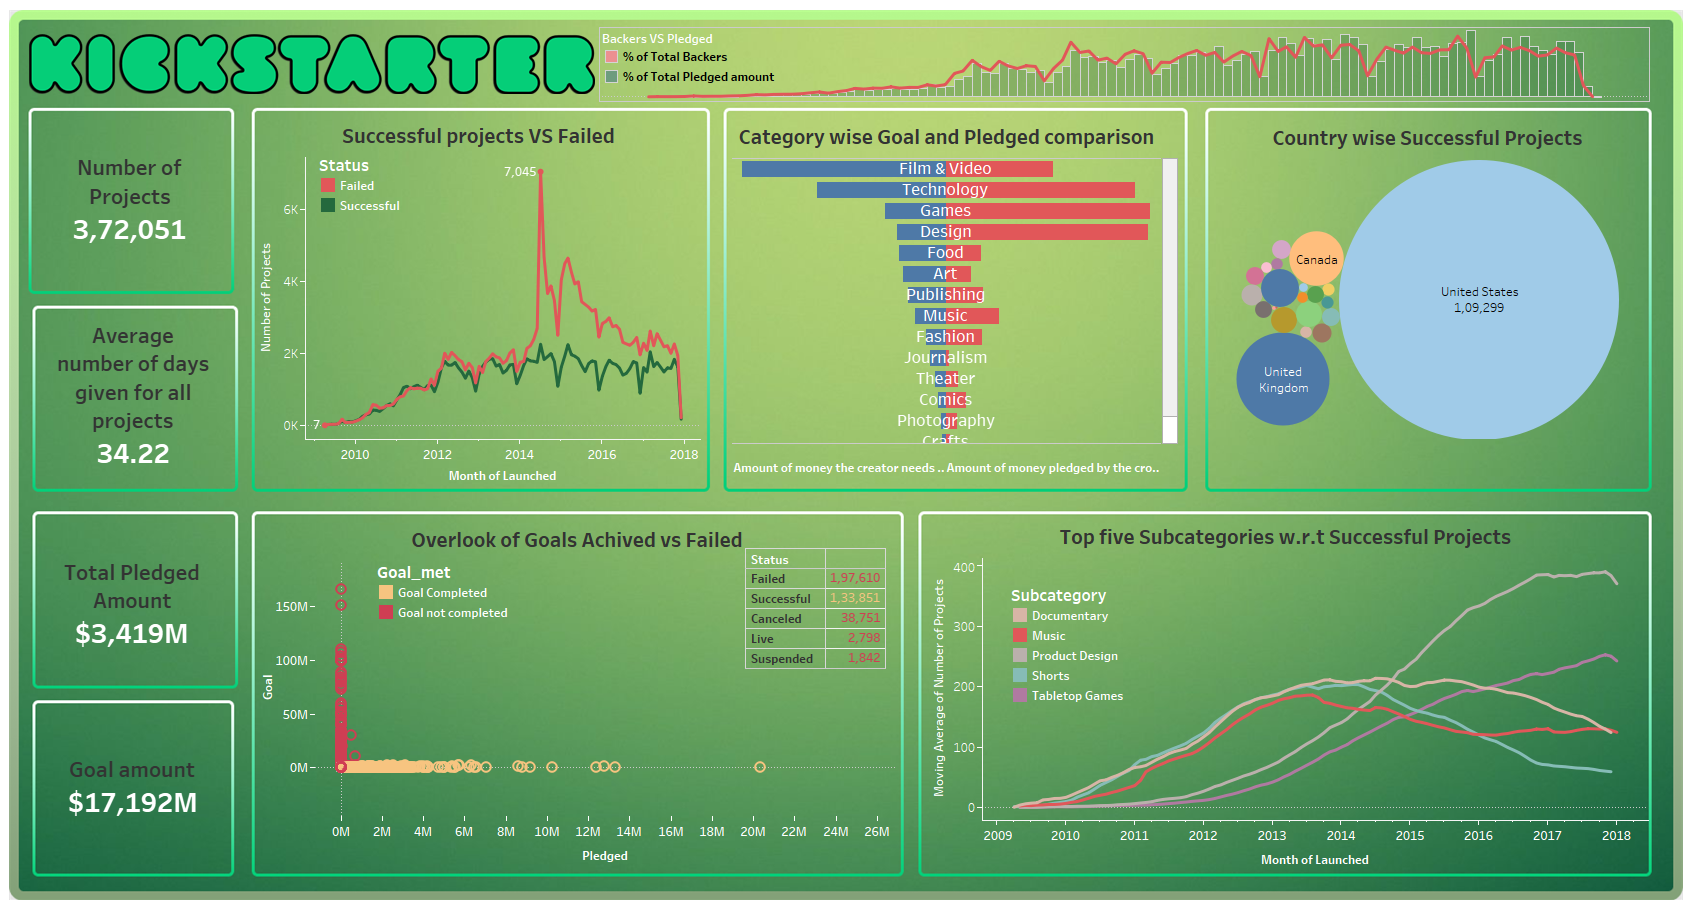 KICKSTARTER
Backers VS Pledged
% of Total Backers
% of Total Pledged amount
Number of
Projects
3,72,051
Average
number of days
given for all
projects
34.22
Total Pledged
Amount
$3,419M
Goal amount
$17,192M
Successful projects VS Failed
Status
Failed
Successful
7,045
7
Number of Projects
6K
4K
2K
0K
2010 2012 2014 2016 2018
Month of Launched
Category wise Goal and Pledged comparison
Film & Video
Technology
Games
Design
Food
Art
Publishing
Music
Fashion
Journalism
Theater
Comics
Photography
Crafts
Amount of money the creator needs .. Amount of money pledged by the cro..
Country wise Successful Projects
Canada
United States
1,09,299
United
Kingdom
Overlook of Goals Achived vs Failed
Goal_met
Goal Completed
Goal not completed
Status
Failed 1,97,610
Successful 1,33,851
Canceled 38,751
Live 2,798
Suspended 1,842
Goal
150M
100M
50M
0M
0M 2M 4M 6M 8M 10M 12M 14M 16M 18M 20M 22M 24M 26M
Pledged
Top five Subcategories w.r.t Successful Projects
Subcategory
Documentary
Music
Product Design
Shorts
Tabletop Games
Moving Average of Number of Projects
400
300
200
100
0
2009 2010 2011 2012 2013 2014 2015 2016 2017 2018
Month of Launched